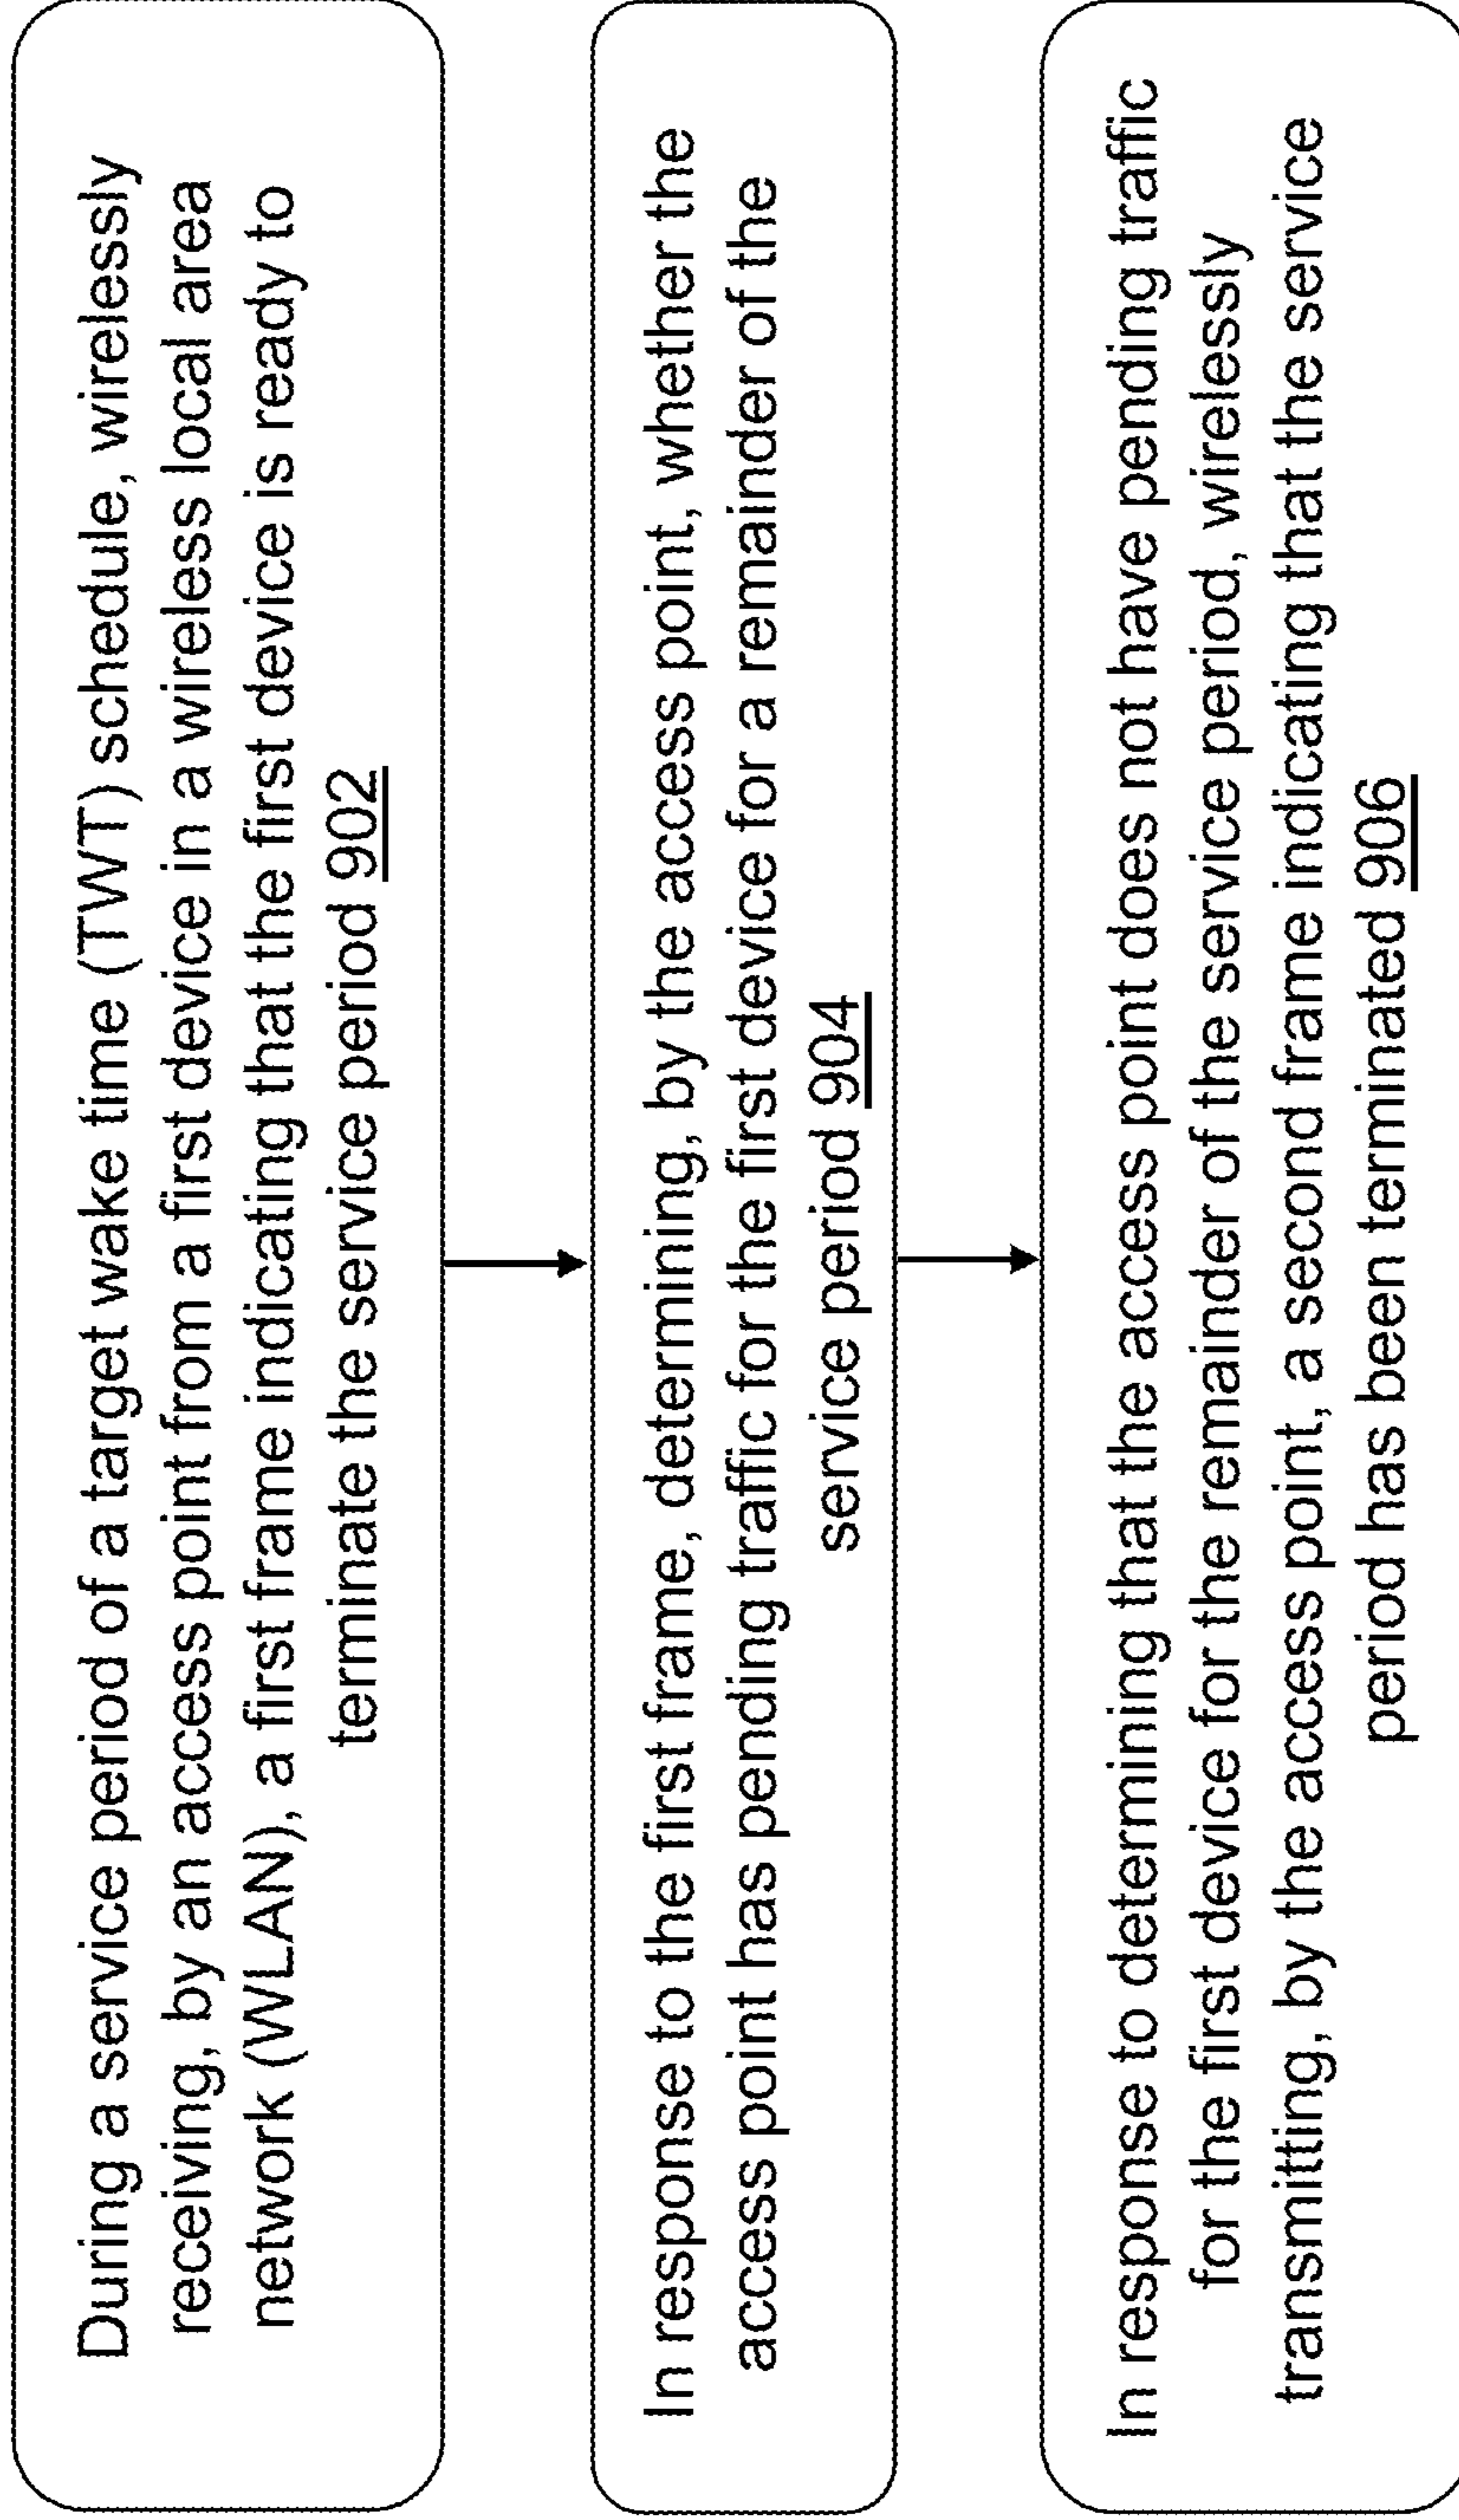 During a service period of a target wake time (TWT) schedule, wirelessly
receiving, by an access point from a first device in a wireless local area
network (WLAN), a first frame indicating that the first device is ready to
terminate the service period 902
In response to the first frame, determining, by the access point, whether the
access point has pending traffic for the first device for a remainder of the
service period 904
In response to determining that the access point does not have pending traffic
for the first device for the remainder of the service period, wirelessly
transmitting, by the access point, a second frame indicating that the service
period has been terminated 906